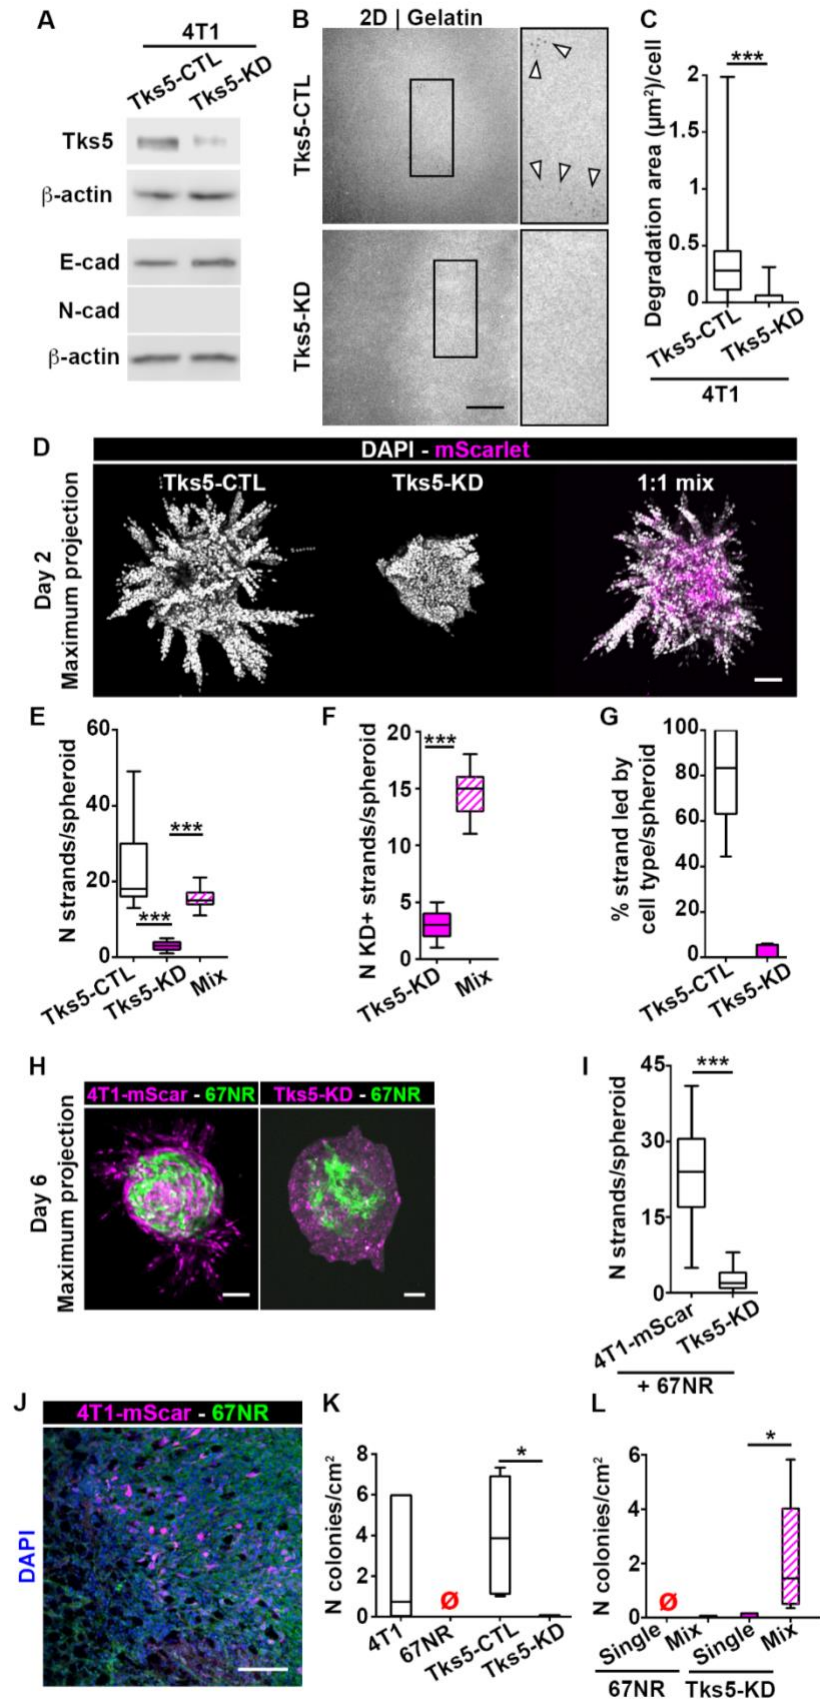 A
4T1
Tks5-CTL
Tks5-KD
Tks5
β-actin
E-cad
N-cad
β-actin
B
2D | Gelatin
Tks5-CTL
Tks5-KD
C
Degradation area (µm²)/cell
***
2
1.5
1
0.5
0
Tks5-CTL
Tks5-KD
4T1
D
DAPI - mScarlet
Day 2
Maximum projection
Tks5-CTL
Tks5-KD
1:1 mix
E
N strands/spheroid
60
40
20
0
***
***
Tks5-CTL
Tks5-KD
Mix
F
N KD+ strands/spheroid
20
15
10
5
0
***
Tks5-KD
Mix
G
% strand led by
cell type/spheroid
100
80
60
40
20
0
Tks5-CTL
Tks5-KD
H
4T1-mScar - 67NR
Tks5-KD - 67NR
Day 6
Maximum projection
I
N strands/spheroid
45
30
15
0
***
4T1-mScar
Tks5-KD
+ 67NR
J
4T1-mScar - 67NR
DAPI
K
N colonies/cm²
8
6
4
2
0
*
Ø
4T1
67NR
Tks5-CTL
Tks5-KD
L
N colonies/cm²
6
4
2
0
*
Ø
Single
Mix
Single
Mix
67NR
Tks5-KD